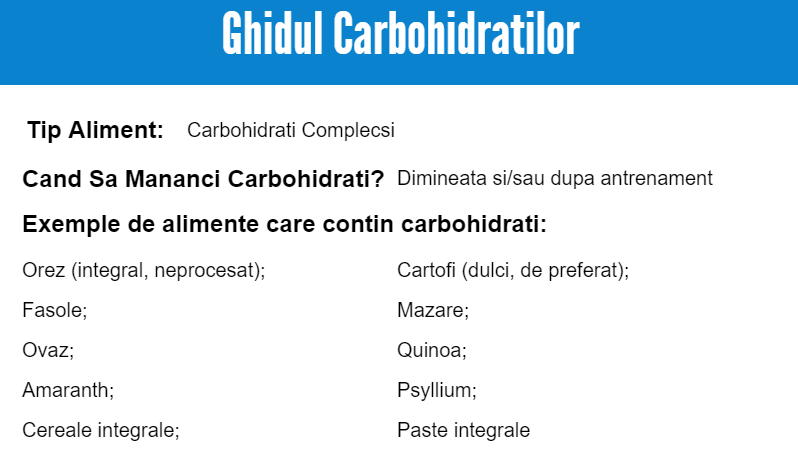 Ghidul Carbohidratilor
Tip Aliment: Carbohidrati Complecsi
Cand Sa Mananci Carbohidrati? Dimineata si/sau dupa antrenament
Exemple de alimente care contin carbohidrati:
Orez (integral, neprocesat); Cartofi (dulci, de preferat);
Fasole; Mazare;
Ovaz; Quinoa;
Amaranth; Psyllium;
Cereale integrale; Paste integrale